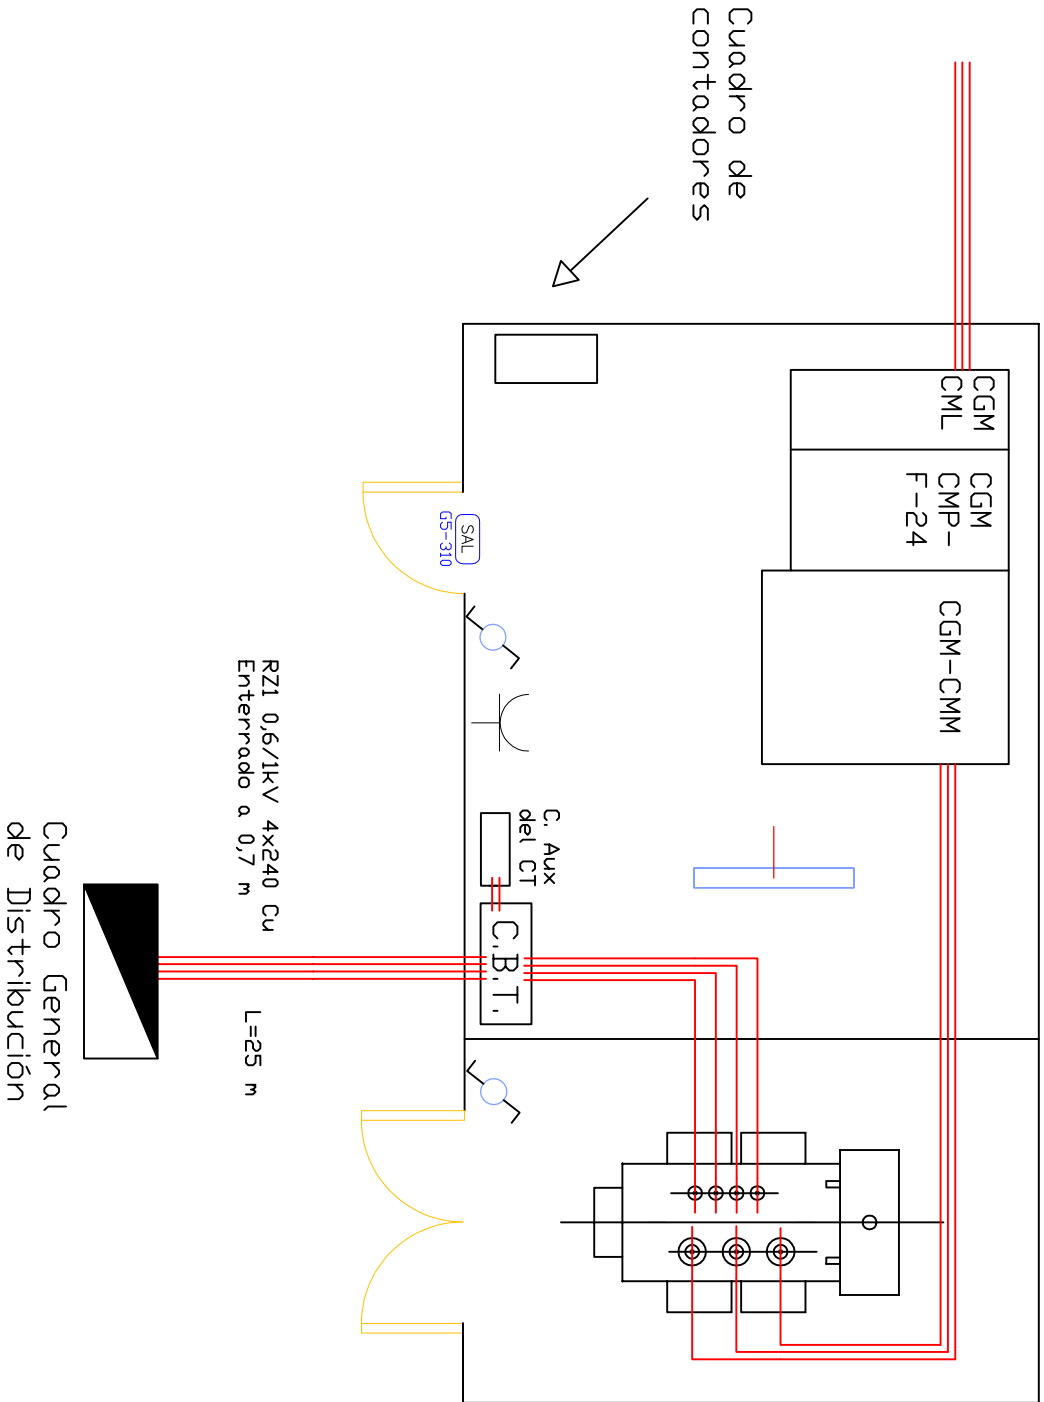 Cuadro de
contadores
CGM
CML
CGM
CMP-
F-24
CGM-CMM
SAL
G5-310
C. Aux
del CT
C.B.T.
RZ1 0,6/1kV 4x240 Cu
Enterrado a 0,7 m
L=25 m
Cuadro General
de Distribución